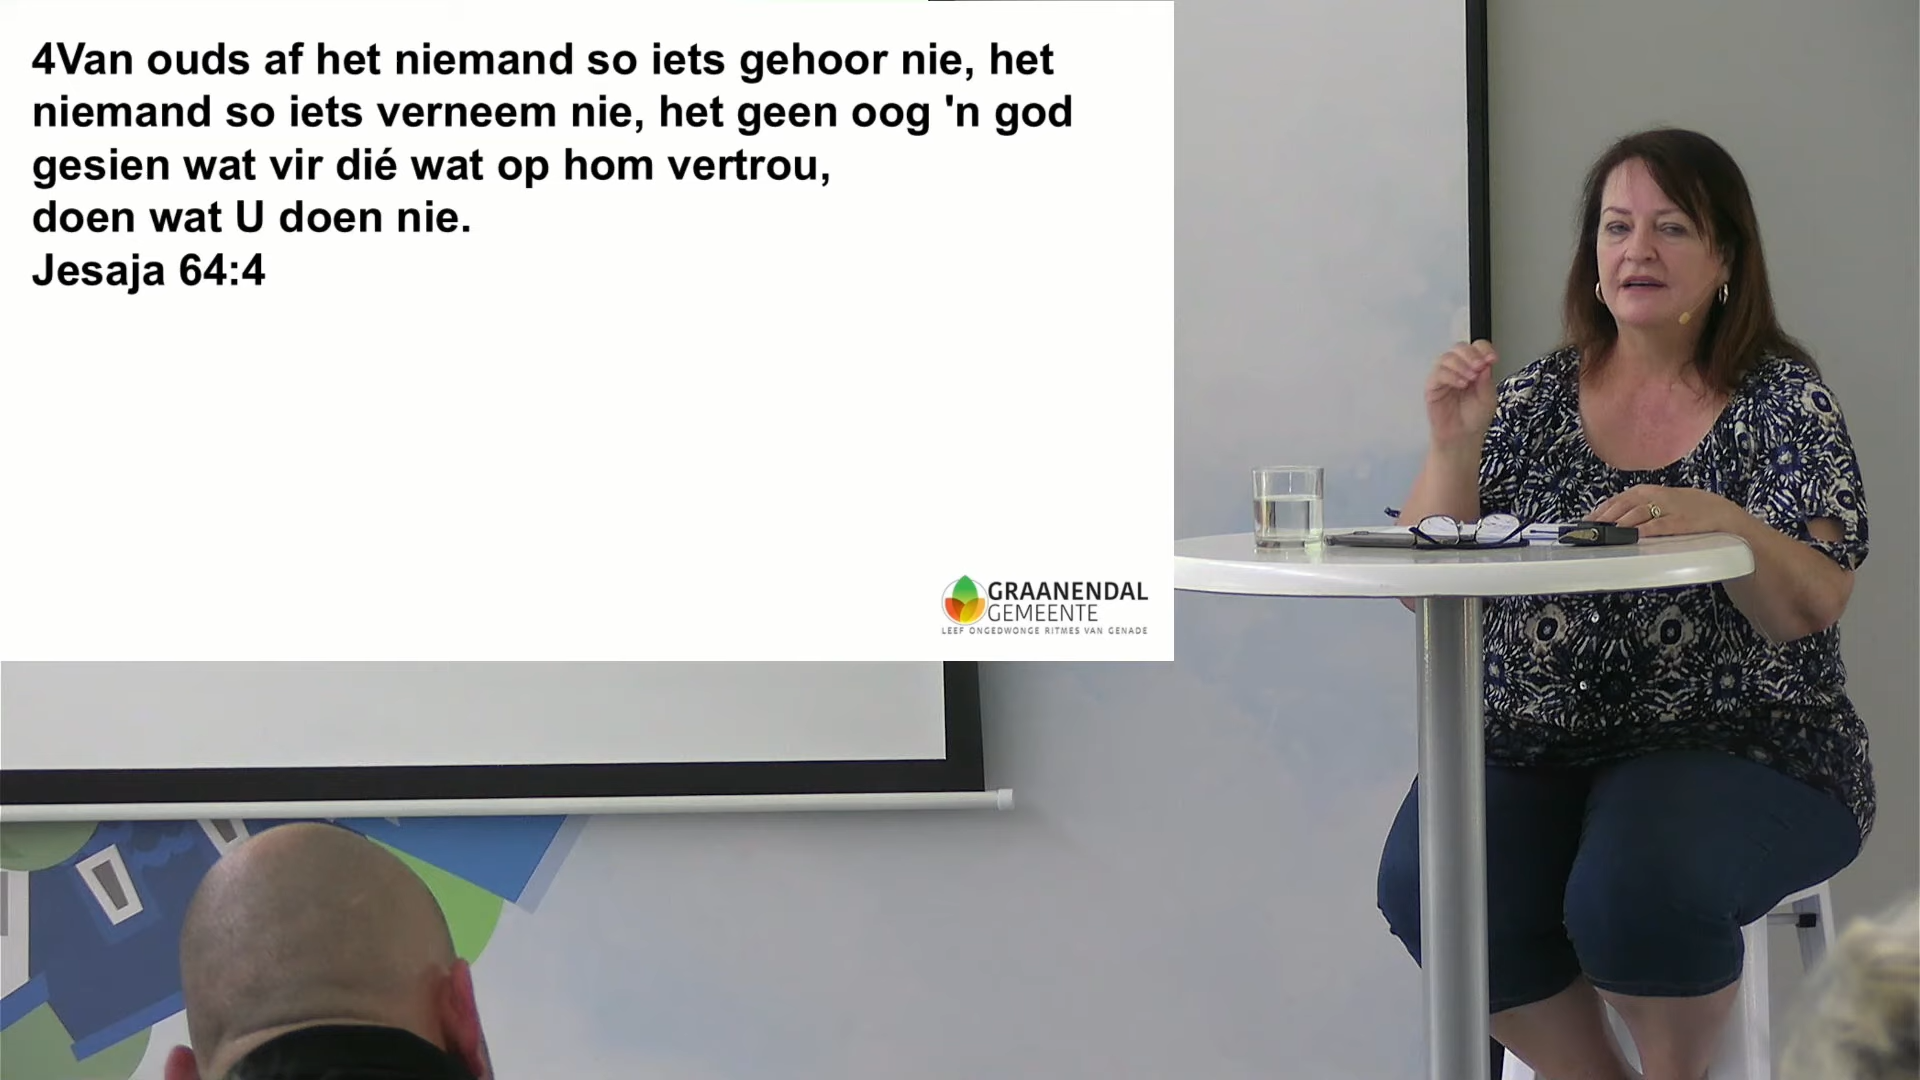 4Van ouds af het niemand so iets gehoor nie, het
niemand so iets verneem nie, het geen oog 'n god
gesien wat vir dié wat op hom vertrou,
doen wat U doen nie.
Jesaja 64:4
GRAANENDAL
GEMEENTE
LEEF ONGEDWONGE RITMES VAN GENADE